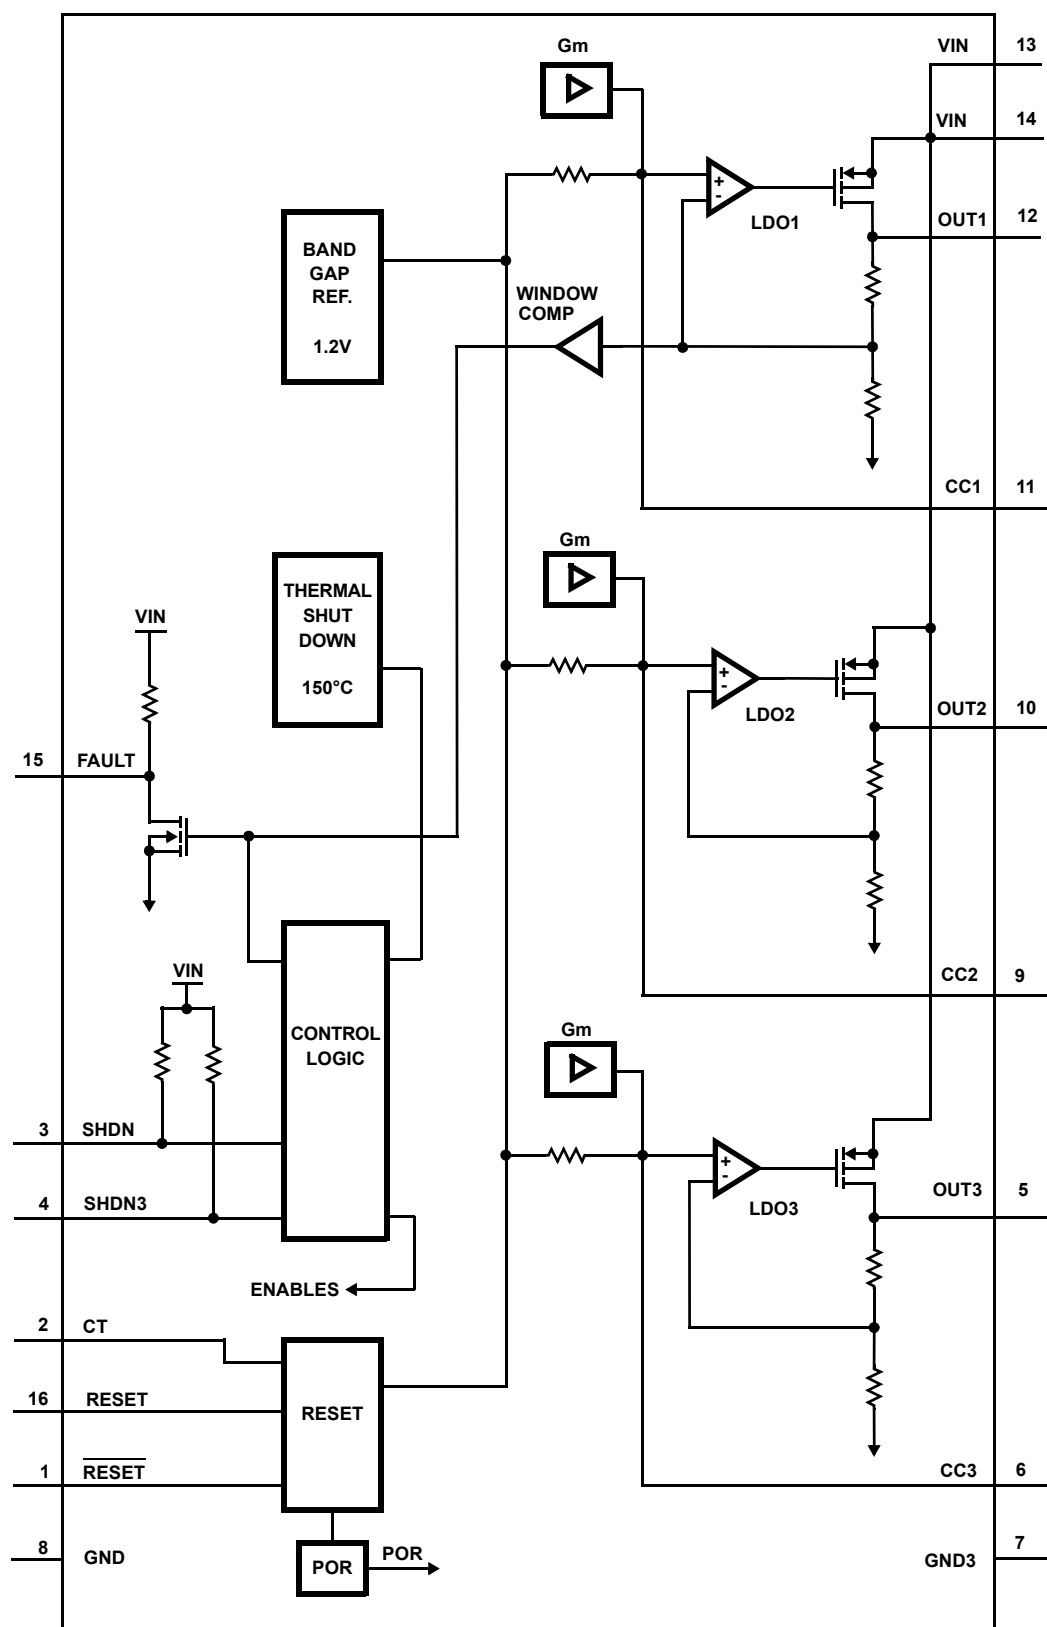 Gm
VIN 13
VIN 14
+
-
LDO1
OUT1 12
BAND
GAP
REF.
1.2V
WINDOW
COMP
CC1 11
Gm
THERMAL
SHUT
DOWN
150°C
VIN
+
-
LDO2
OUT2 10
15 FAULT
VIN
CC2 9
CONTROL
LOGIC
Gm
3 SHDN
+
-
LDO3
OUT3 5
4 SHDN3
ENABLES
2 CT
16 RESET
RESET
1 RESET
CC3 6
8 GND
POR
POR
GND3 7